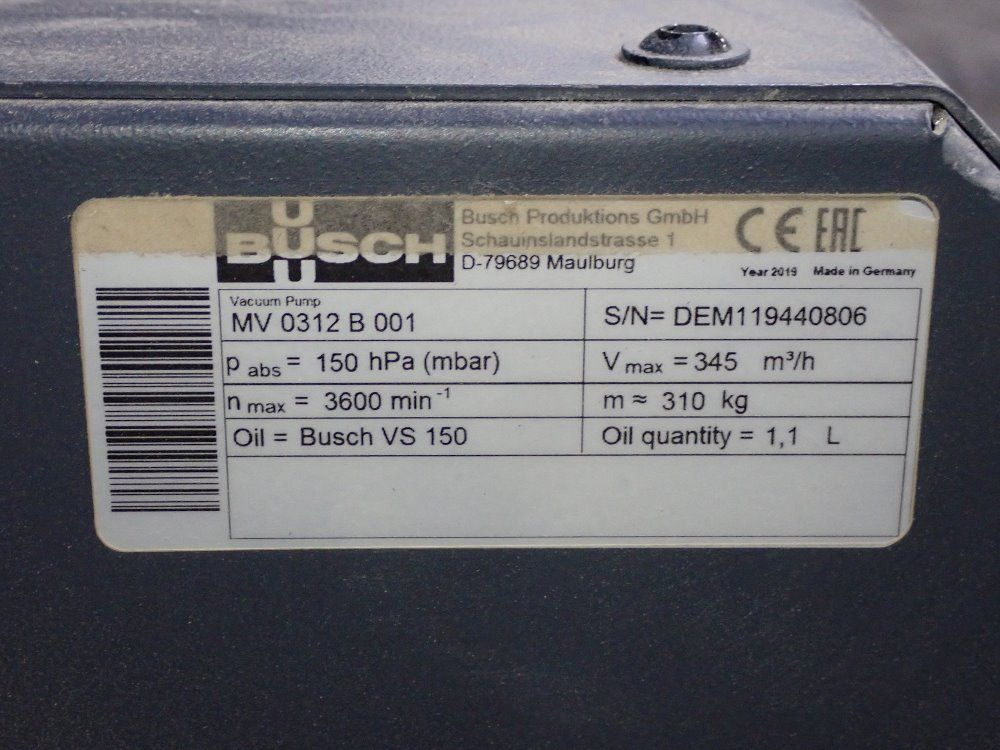 BUSCH
Busch Produktions GmbH
Schauinslandstrasse 1
D-79689 Maulburg
CE EAC
Year 2019 Made in Germany
Vacuum Pump
MV 0312 B 001
S/N= DEM119440806
p abs = 150 hPa (mbar)
V max = 345 m³/h
n max = 3600 min⁻¹
m ≈ 310 kg
Oil = Busch VS 150
Oil quantity = 1,1 L